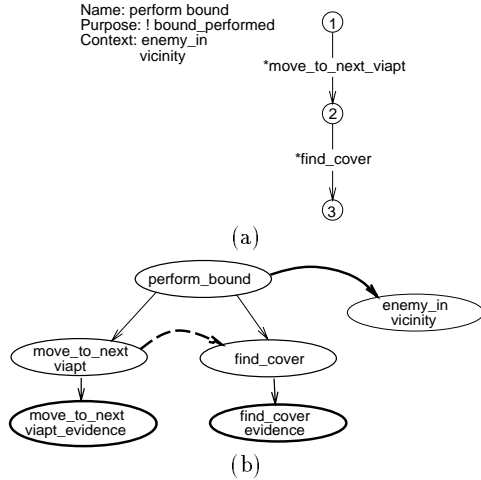 Name: perform bound
Purpose: ! bound_performed
Context: enemy_in
vicinity
1
*move_to_next_viapt
2
*find_cover
3
(a)
perform_bound
enemy_in
vicinity
move_to_next
viapt
find_cover
move_to_next
viapt_evidence
find_cover
evidence
(b)